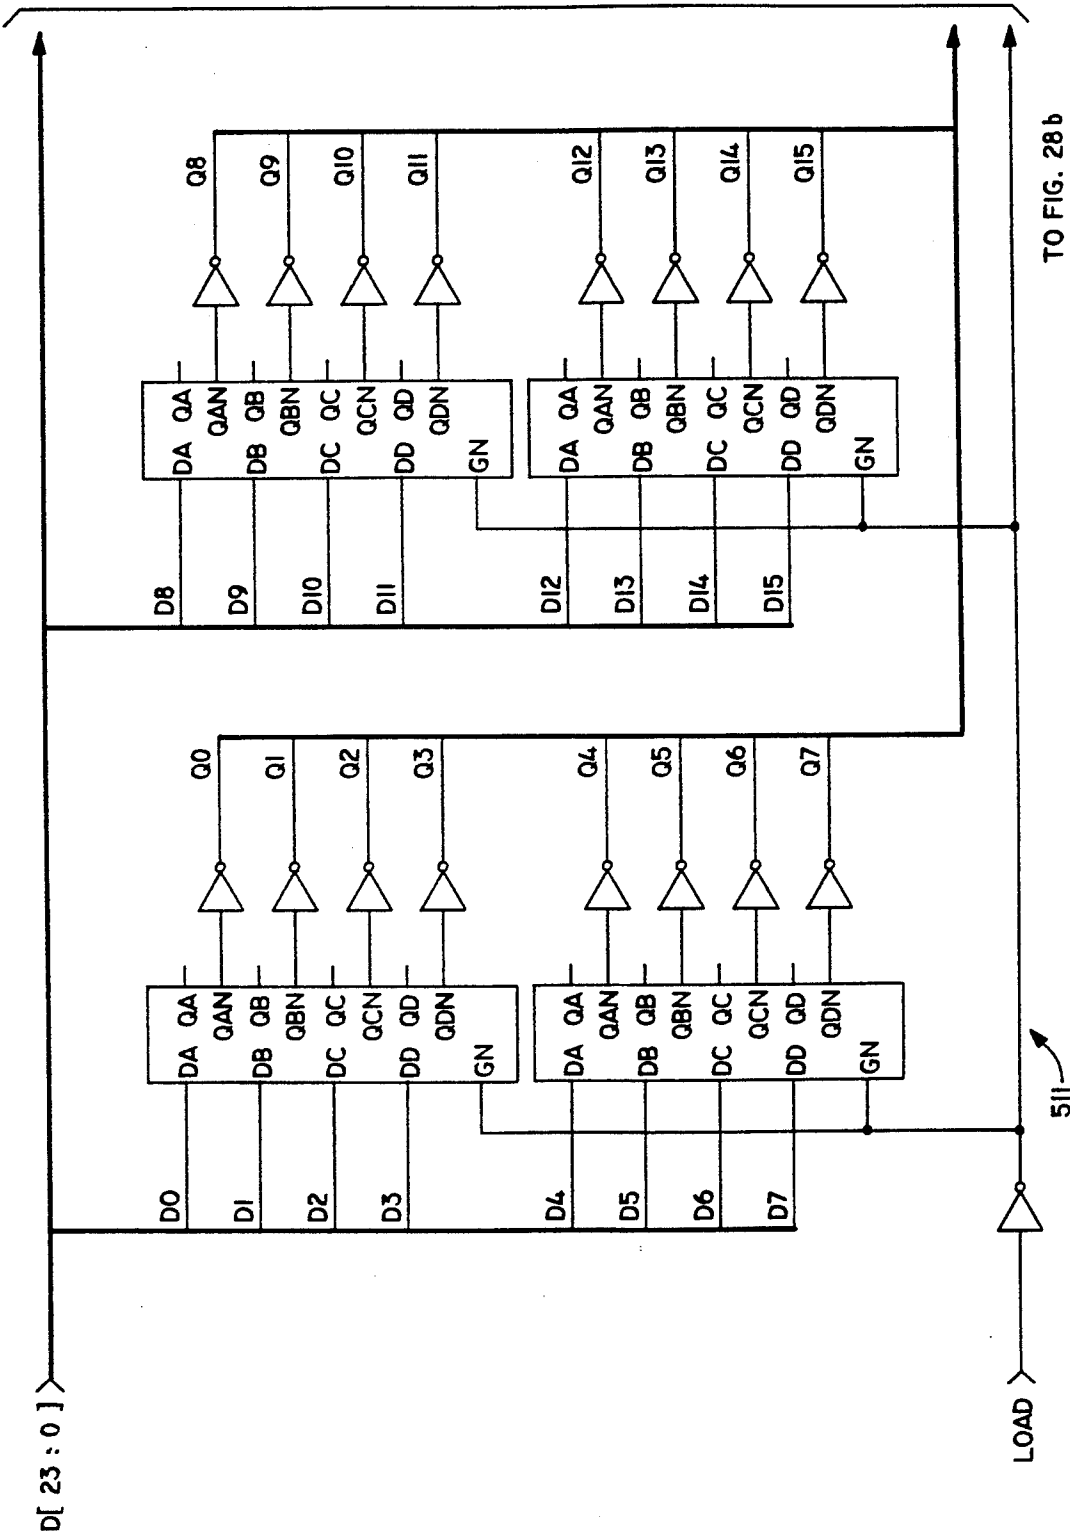 D[ 23 : 0 ]
D0
D1
D2
D3
DA QA
QAN
DB QB
QBN
DC QC
QCN
DD QD
QDN
GN
Q0
Q1
Q2
Q3
D4
D5
D6
D7
DA QA
QAN
DB QB
QBN
DC QC
QCN
DD QD
QDN
GN
Q4
Q5
Q6
Q7
D8
D9
D10
D11
DA QA
QAN
DB QB
QBN
DC QC
QCN
DD QD
QDN
GN
Q8
Q9
Q10
Q11
D12
D13
D14
D15
DA QA
QAN
DB QB
QBN
DC QC
QCN
DD QD
QDN
GN
Q12
Q13
Q14
Q15
LOAD
511
TO FIG. 28b